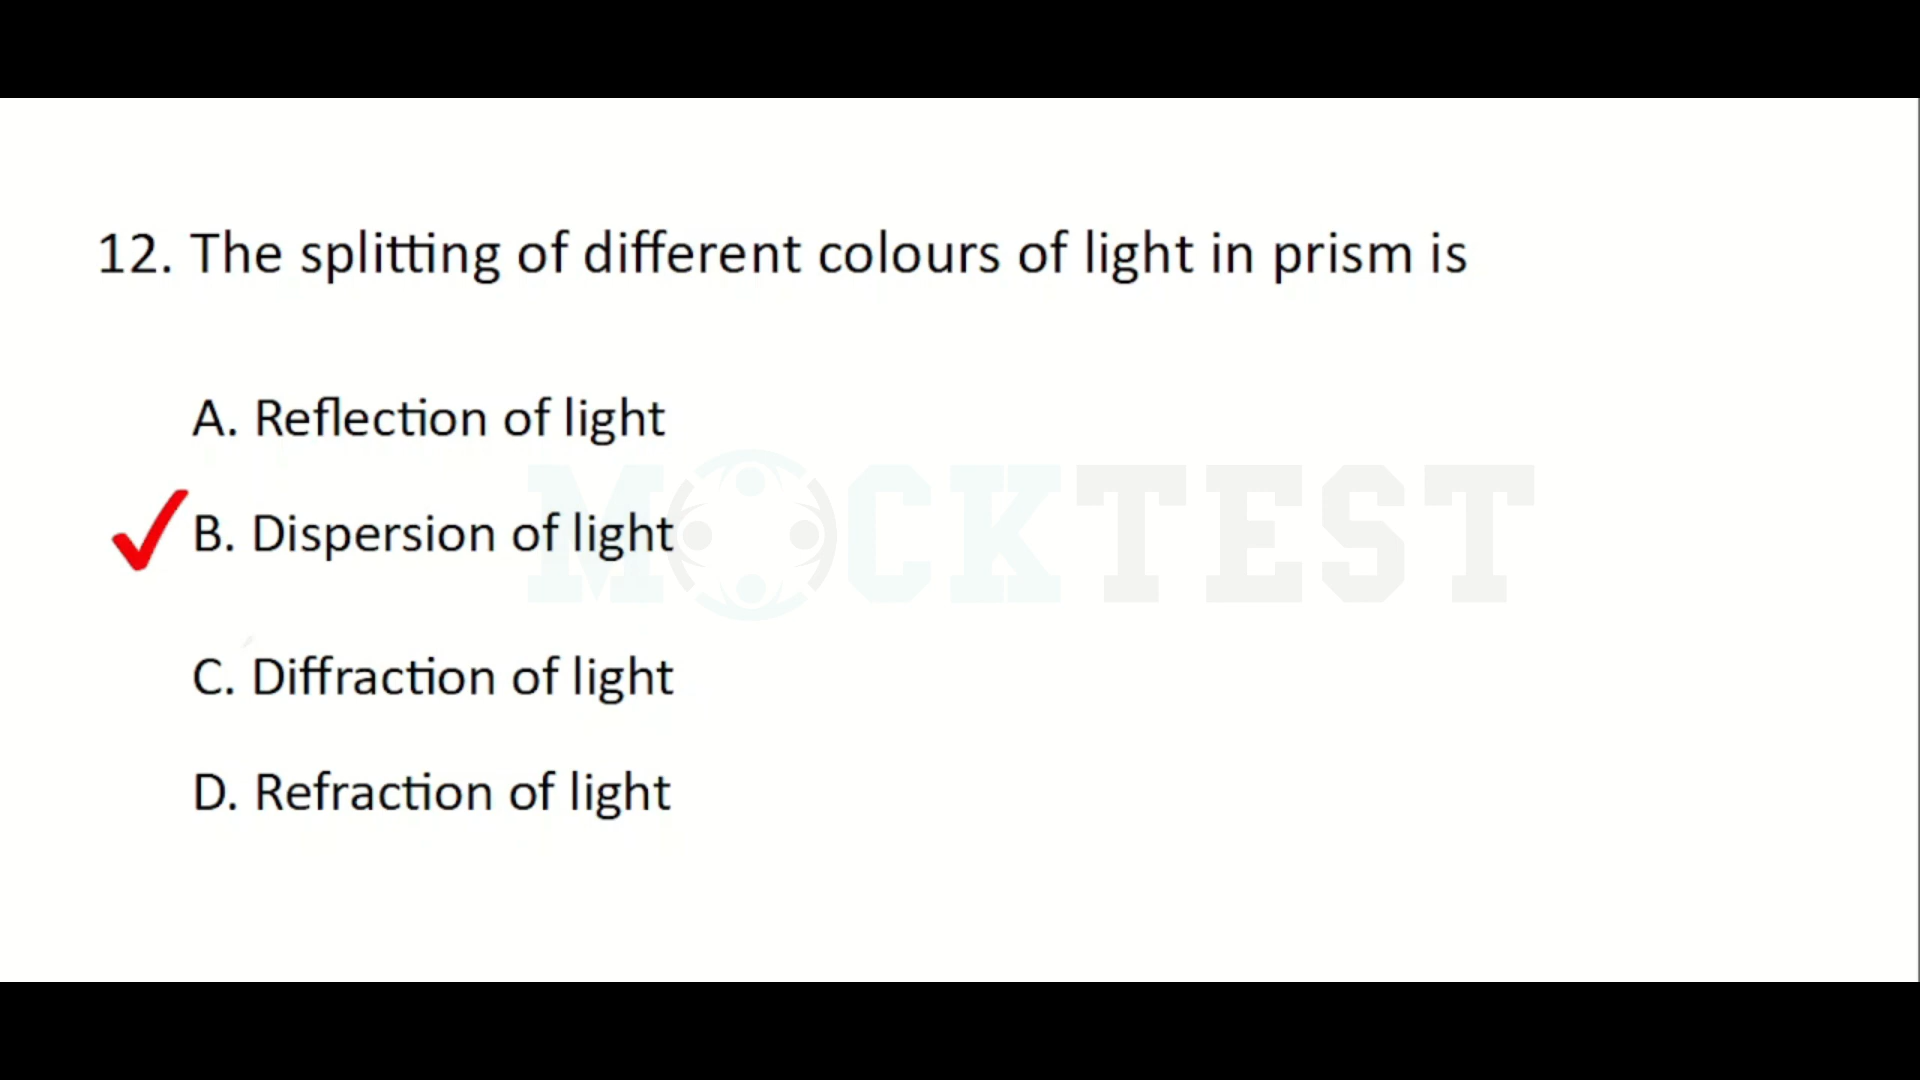 12. The splitting of different colours of light in prism is
A. Reflection of light
B. Dispersion of light
MOCKTEST
C. Diffraction of light
D. Refraction of light